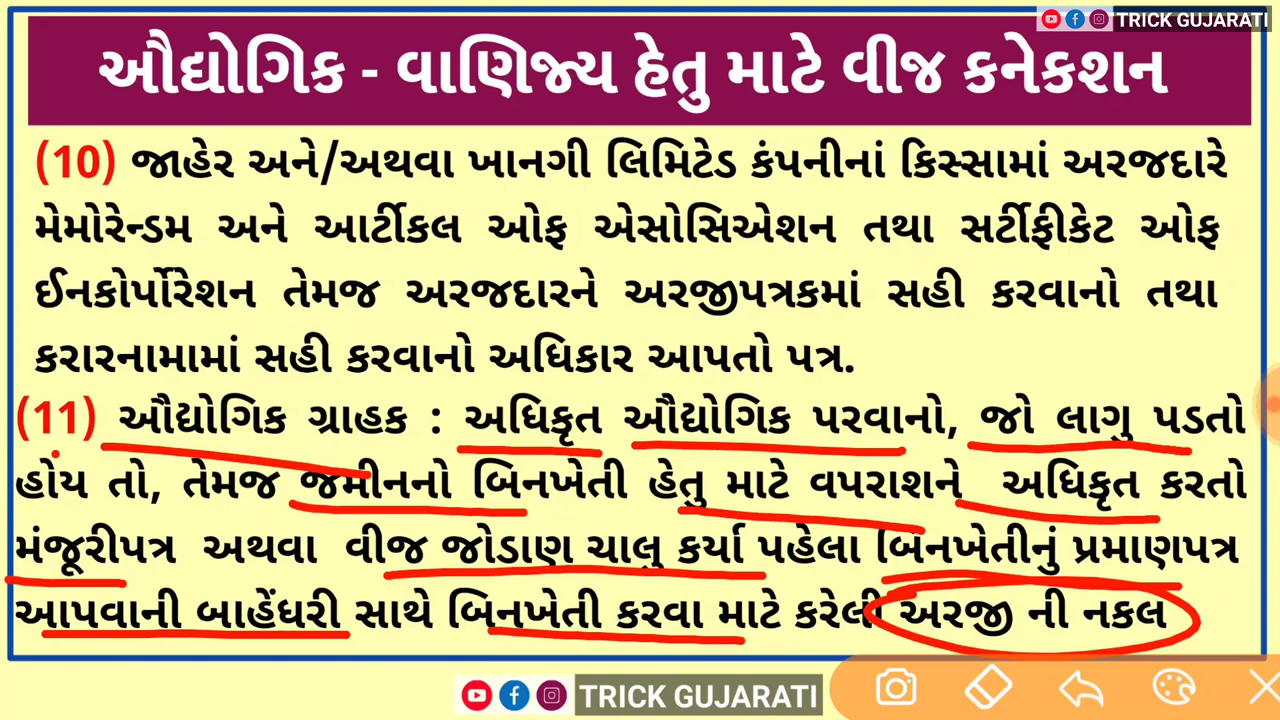 TRICK GUJARATI
ઔદ્યોગિક - વાણિજ્ય હેતુ માટે વીજ કનેકશન
(10) જાહેર અને/અથવા ખાનગી લિમિટેડ કંપનીનાં કિસ્સામાં અરજદારે
મેમોરેન્ડમ અને આર્ટીકલ ઓફ એસોસિએશન તથા સર્ટીફીકેટ ઓફ
ઈનકોર્પોરેશન તેમજ અરજદારને અરજીપત્રકમાં સહી કરવાનો તથા
કરારનામામાં સહી કરવાનો અધિકાર આપતો પત્ર.
(11) ઔદ્યોગિક ગ્રાહક : અધિકૃત ઔદ્યોગિક પરવાનો, જો લાગુ પડતો
હોંય તો, તેમજ જમીનનો બિનખેતી હેતુ માટે વપરાશને અધિકૃત કરતો
મંજૂરીપત્ર અથવા વીજ જોડાણ ચાલુ કર્યા પહેલા બિનખેતીનું પ્રમાણપત્ર
આપવાની બાહેંધરી સાથે બિનખેતી કરવા માટે કરેલી અરજી ની નકલ
TRICK GUJARATI